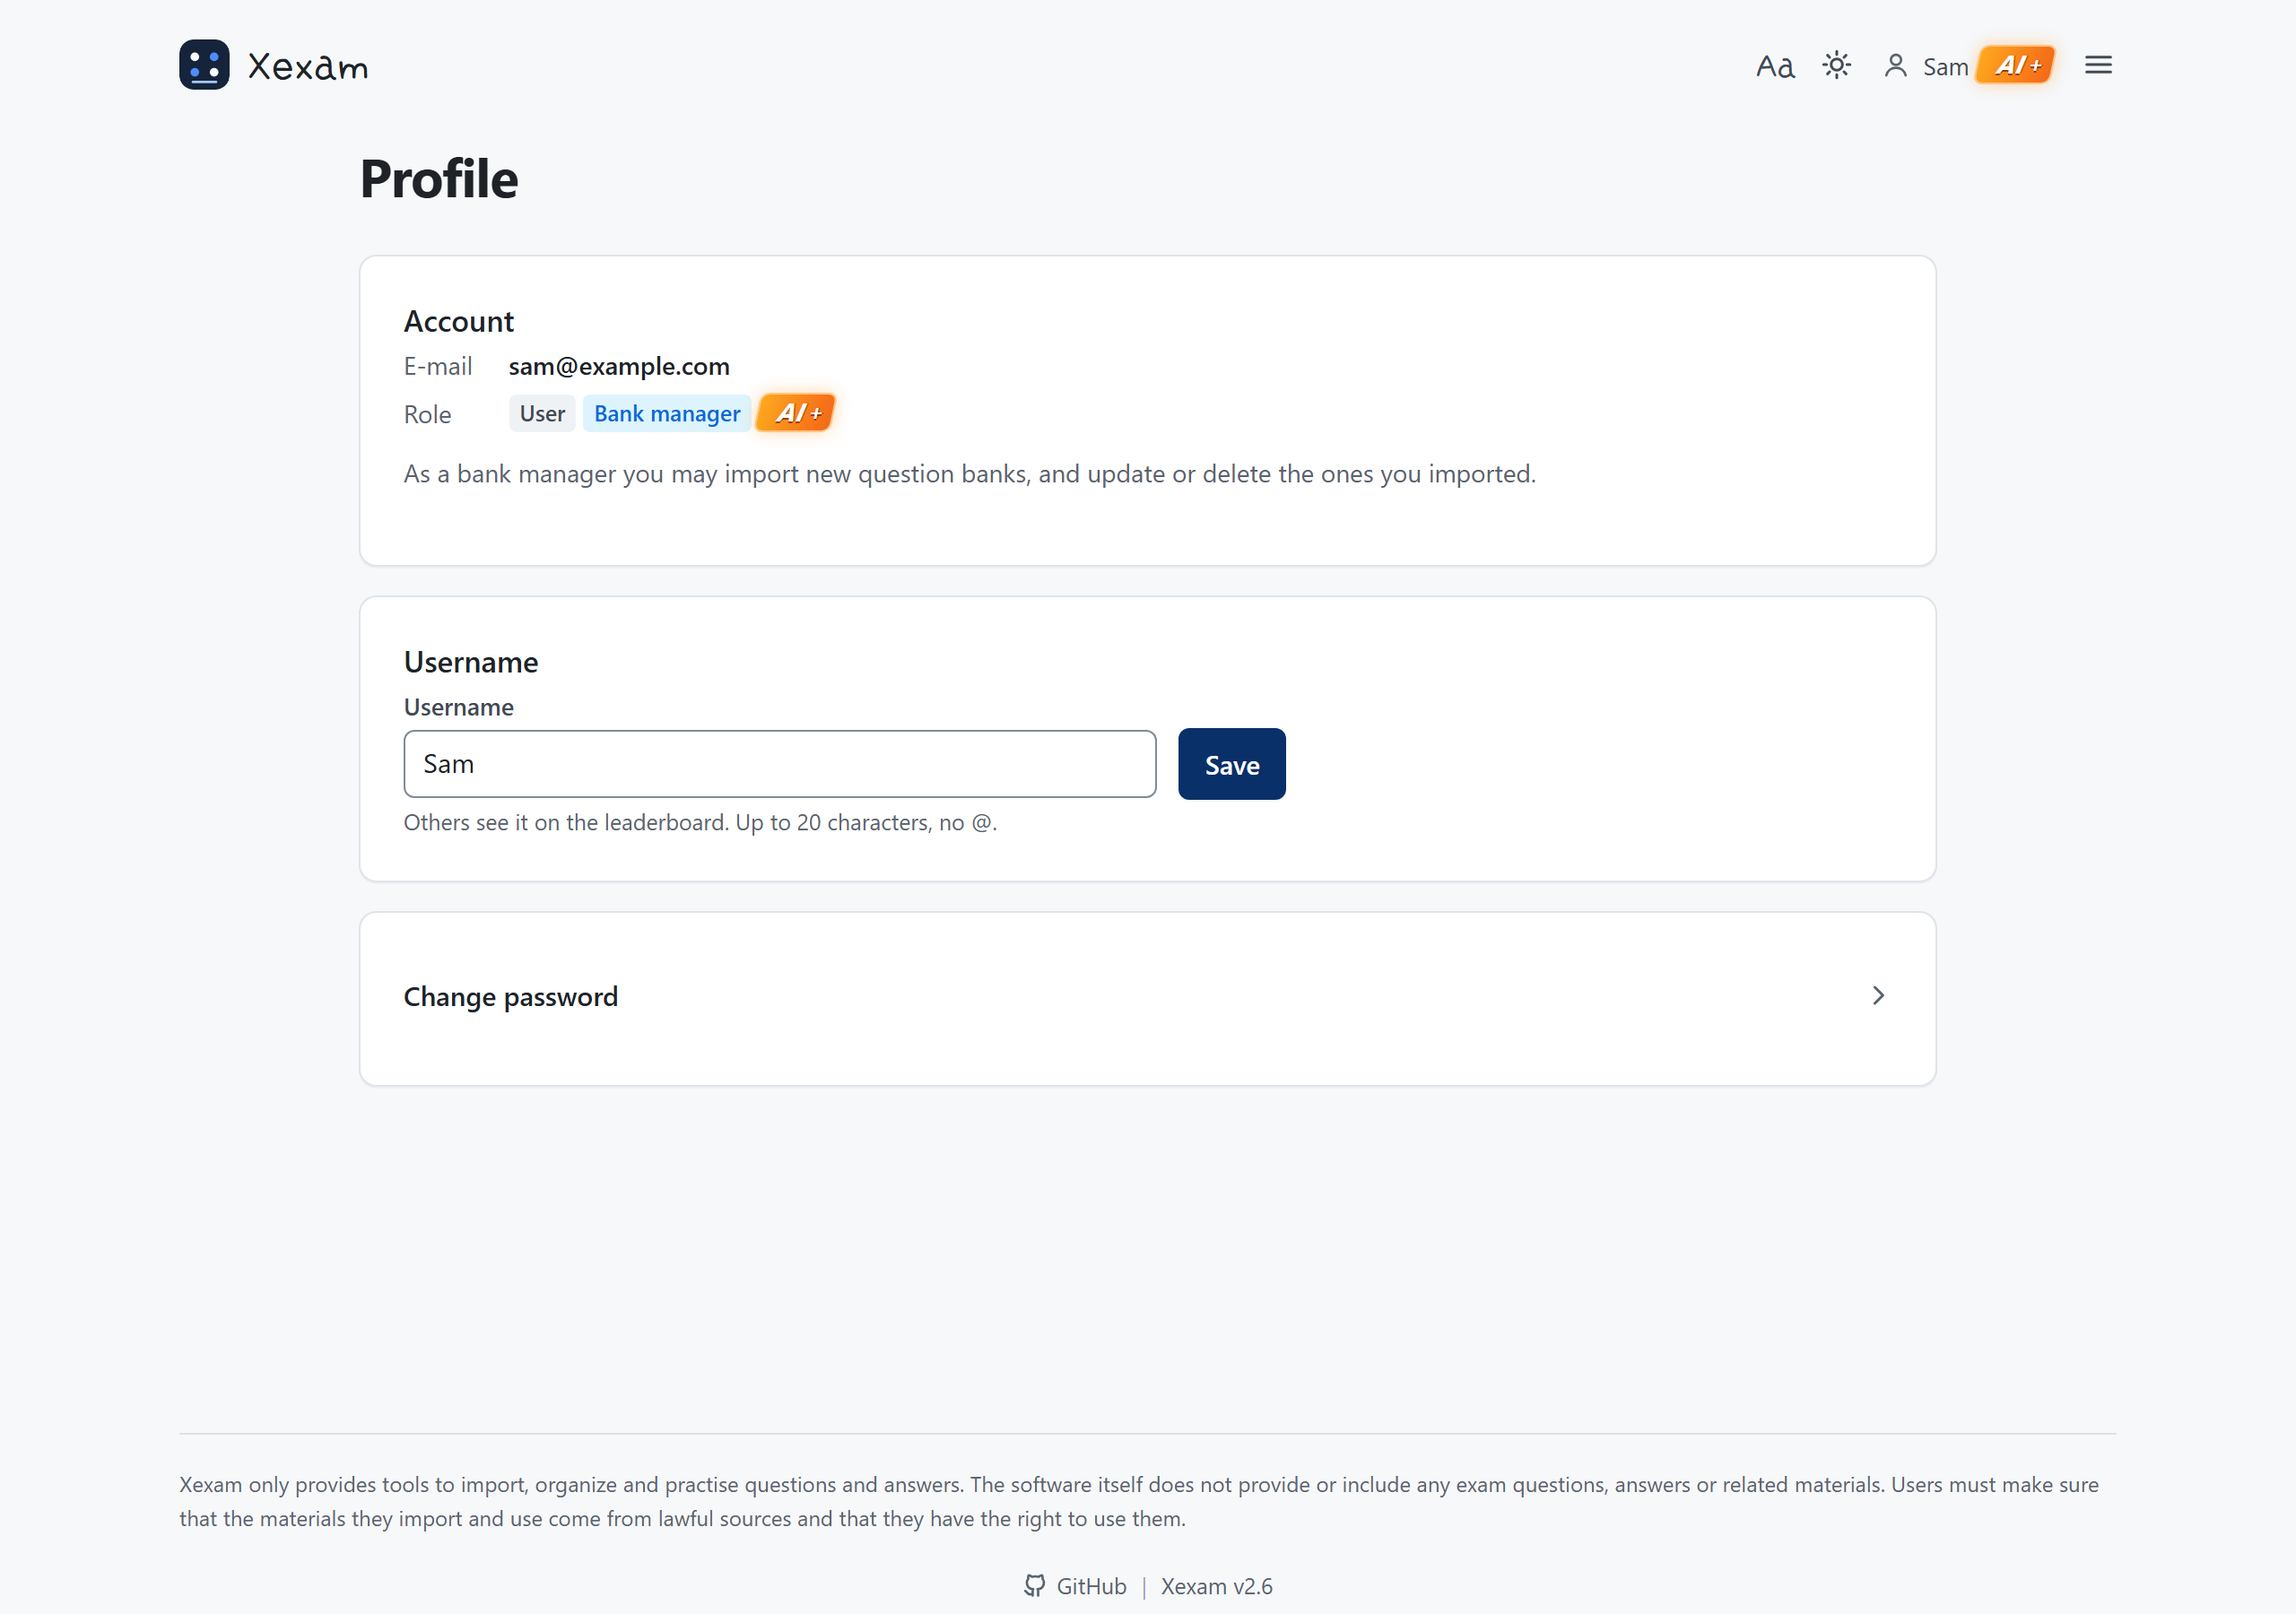 Xexam
Aa
Sam
AI+
Profile
Account
E-mail sam@example.com
Role User Bank manager AI+
As a bank manager you may import new question banks, and update or delete the ones you imported.
Username
Username
Sam
Save
Others see it on the leaderboard. Up to 20 characters, no @.
Change password
Xexam only provides tools to import, organize and practise questions and answers. The software itself does not provide or include any exam questions, answers or related materials. Users must make sure
that the materials they import and use come from lawful sources and that they have the right to use them.
GitHub | Xexam v2.6